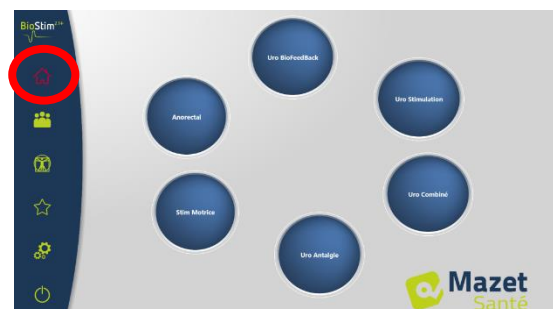 BioStim
Uro BioFeedBack
Uro Stimulation
Anorectal
Uro Combiné
Stim Motrice
Uro Antalgie
Mazet
Santé